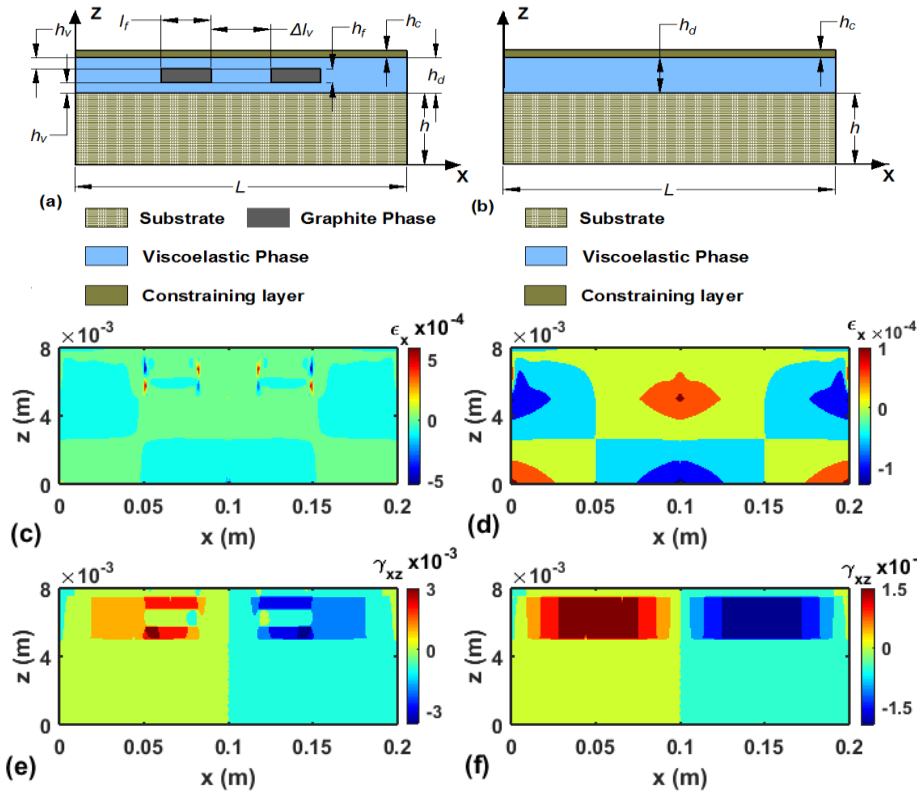 z
h_v
l_f
Δl_v
h_f
h_c
h_d
h_v
h
L
x
(a)
z
h_d
h_c
h
L
x
(b)
Substrate
Graphite Phase
Viscoelastic Phase
Constraining layer
Substrate
Viscoelastic Phase
Constraining layer
×10⁻³
ϵₓ ×10⁻⁴
8
4
0
z (m)
0 0.05 0.1 0.15 0.2
x (m)
5
0
-5
(c)
×10⁻³
ϵₓ ×10⁻⁴
8
4
0
z (m)
0 0.05 0.1 0.15 0.2
x (m)
1
0
-1
(d)
×10⁻³
γ_xz ×10⁻³
8
4
0
z (m)
0 0.05 0.1 0.15 0.2
x (m)
3
0
-3
(e)
×10⁻³
γ_xz ×10⁻
8
4
0
z (m)
0 0.05 0.1 0.15 0.2
x (m)
1.5
0
-1.5
(f)